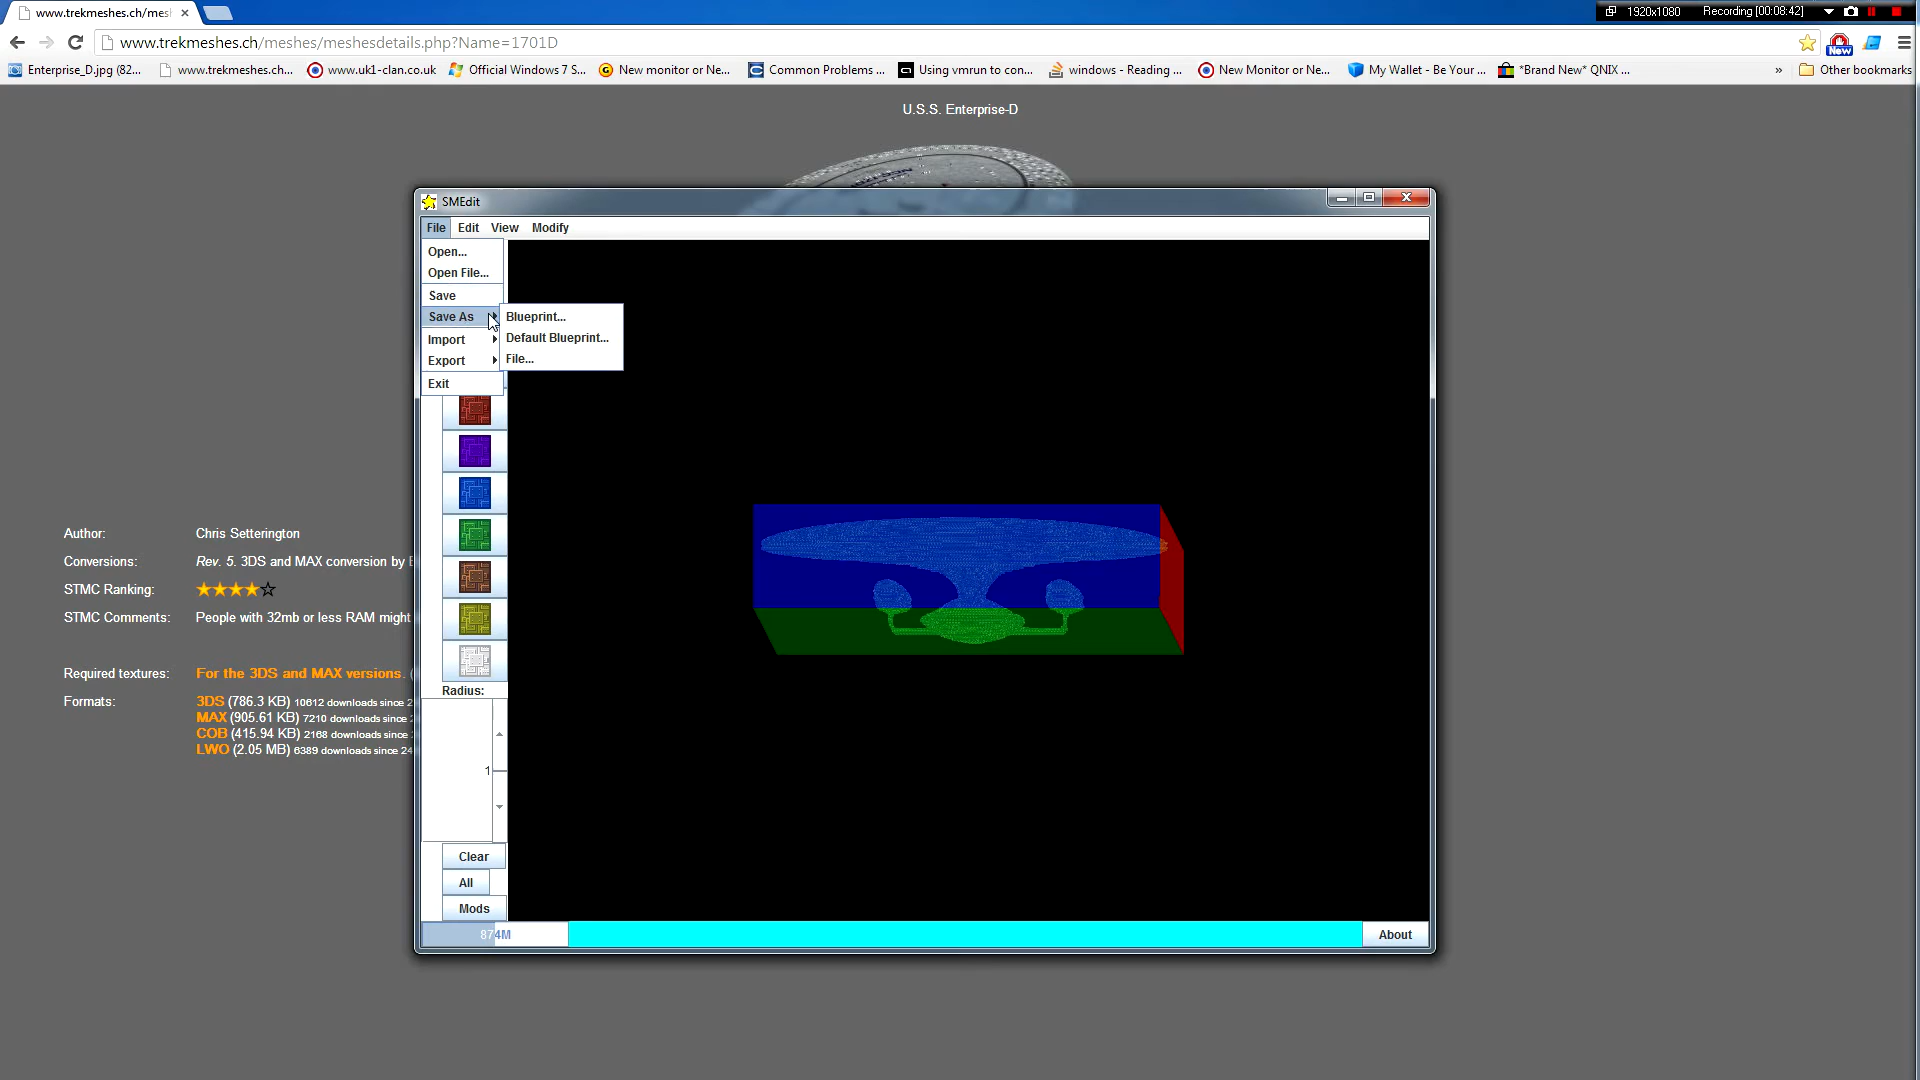 www.trekmeshes.ch/mes
1920x1080
Recording [00:08:42]
www.trekmeshes.ch/meshes/meshesdetails.php?Name=1701D
New
Enterprise_D.jpg (82...
www.trekmeshes.ch...
www.uk1-clan.co.uk
Official Windows 7 S...
New monitor or Ne...
Common Problems ...
Using vmrun to con...
windows - Reading ...
New Monitor or Ne...
My Wallet - Be Your ...
*Brand New* QNIX ...
»
Other bookmarks
U.S.S. Enterprise-D
SMEdit
File Edit View Modify
Open...
Open File...
Save
Save As
Blueprint...
Import
Default Blueprint...
Export
File...
Exit
Author: Chris Setterington
Conversions: Rev. 5. 3DS and MAX conversion by
STMC Ranking:
STMC Comments: People with 32mb or less RAM might
Required textures: For the 3DS and MAX versions. (
Formats: 3DS (786.3 KB) 10612 downloads since 2
MAX (905.61 KB) 7210 downloads since
COB (415.94 KB) 2168 downloads since
LWO (2.05 MB) 6389 downloads since 24
Radius:
1
Clear
All
Mods
874M
About